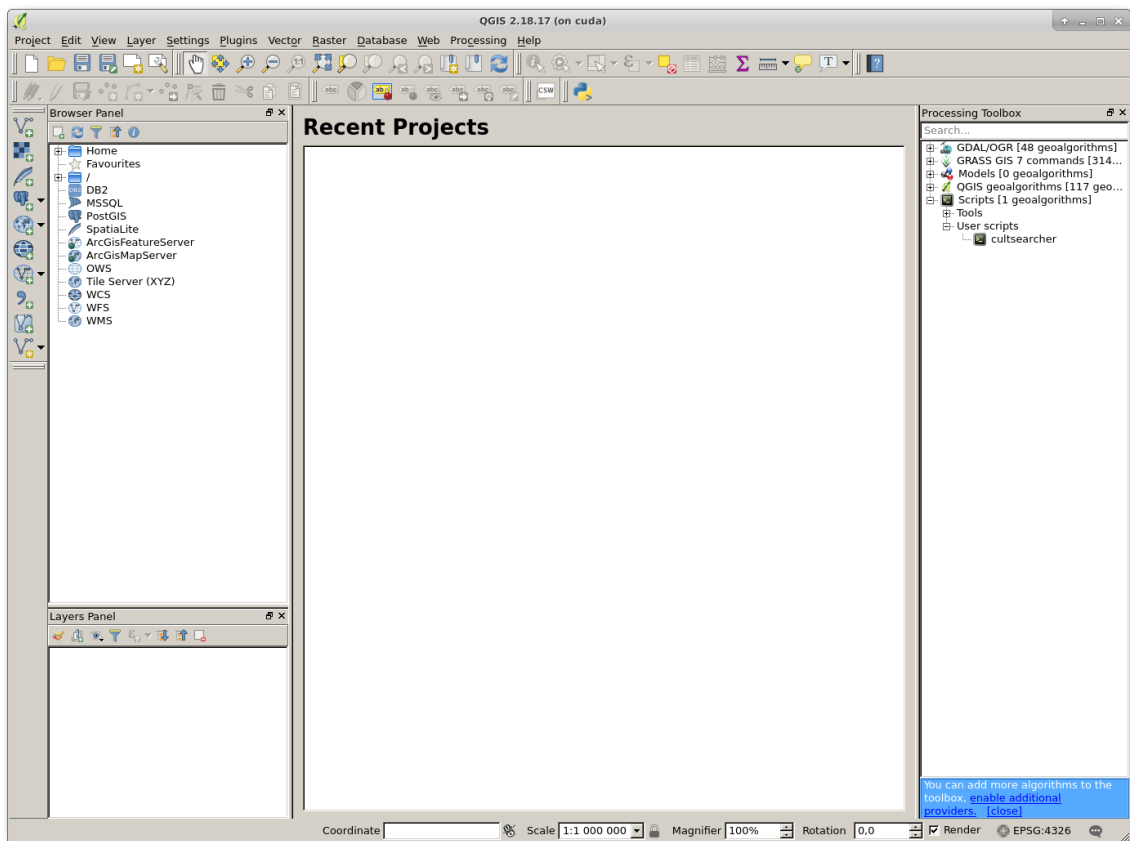 QGIS 2.18.17 (on cuda)
Project Edit View Layer Settings Plugins Vector Raster Database Web Processing Help
CSW
Browser Panel
Home
Favourites
/
DB2
MSSQL
PostGIS
SpatiaLite
ArcGisFeatureServer
ArcGisMapServer
OWS
Tile Server (XYZ)
WCS
WFS
WMS
Layers Panel
Recent Projects
Processing Toolbox
Search...
GDAL/OGR [48 geoalgorithms]
GRASS GIS 7 commands [314...
Models [0 geoalgorithms]
QGIS geoalgorithms [117 geo...
Scripts [1 geoalgorithms]
Tools
User scripts
cultsearcher
You can add more algorithms to the
toolbox, enable additional
providers. [close]
Coordinate Scale 1:1 000 000 Magnifier 100% Rotation 0,0 Render EPSG:4326